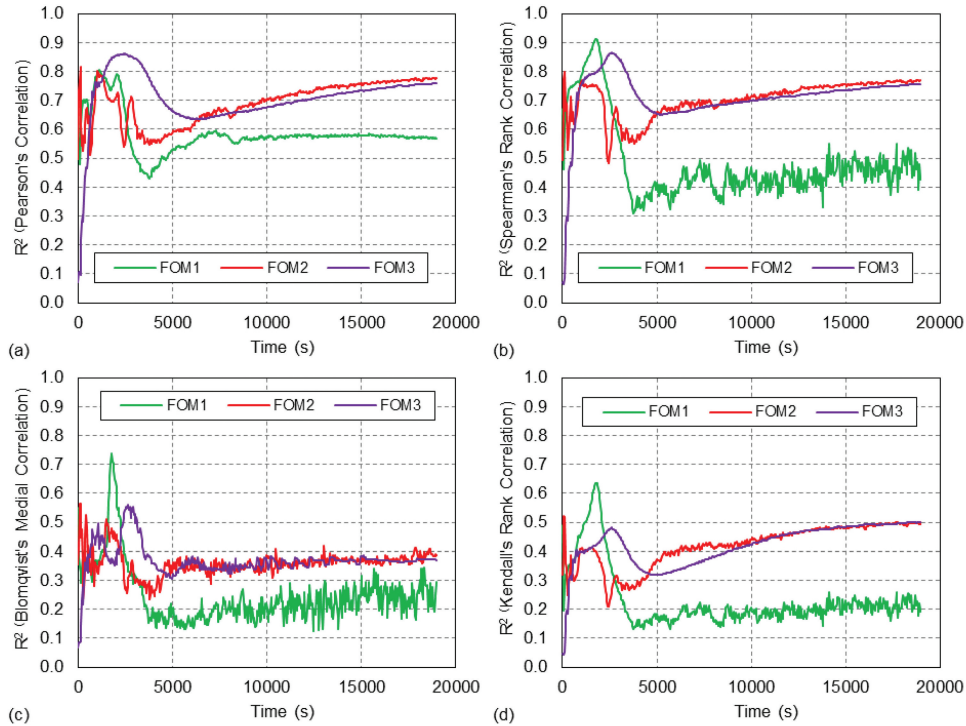 R² (Pearson's Correlation)
1.0
0.9
0.8
0.7
0.6
0.5
0.4
0.3
0.2
0.1
0.0
FOM1 FOM2 FOM3
0 5000 10000 15000 20000
Time (s)
(a)
R² (Spearman's Rank Correlation)
1.0
0.9
0.8
0.7
0.6
0.5
0.4
0.3
0.2
0.1
0.0
FOM1 FOM2 FOM3
0 5000 10000 15000 20000
Time (s)
(b)
R² (Blomqvist's Medial Correlation)
1.0
0.9
0.8
0.7
0.6
0.5
0.4
0.3
0.2
0.1
0.0
FOM1 FOM2 FOM3
0 5000 10000 15000 20000
Time (s)
(c)
R² (Kendall's Rank Correlation)
1.0
0.9
0.8
0.7
0.6
0.5
0.4
0.3
0.2
0.1
0.0
FOM1 FOM2 FOM3
0 5000 10000 15000 20000
Time (s)
(d)